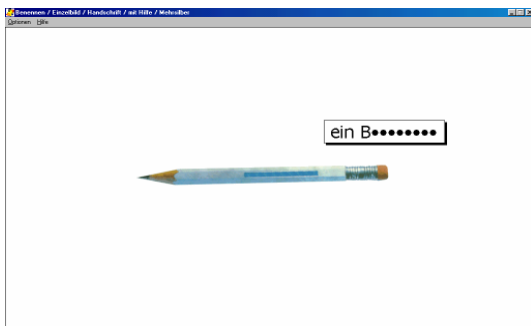 Benennen / Einzelbild / Handschrift / mit Hilfe / Mehrsilber
Optionen Hilfe
ein B••••••••